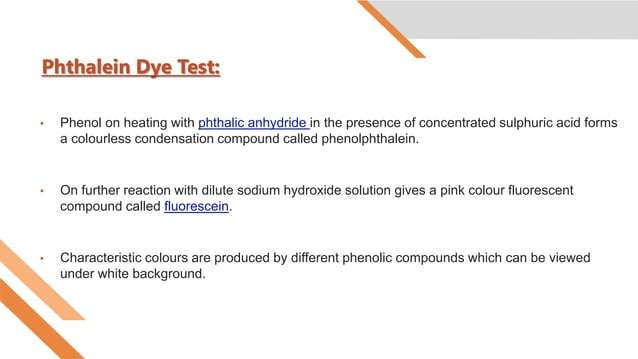 Phthalein Dye Test:
• Phenol on heating with phthalic anhydride in the presence of concentrated sulphuric acid forms
a colourless condensation compound called phenolphthalein.
• On further reaction with dilute sodium hydroxide solution gives a pink colour fluorescent
compound called fluorescein.
• Characteristic colours are produced by different phenolic compounds which can be viewed
under white background.